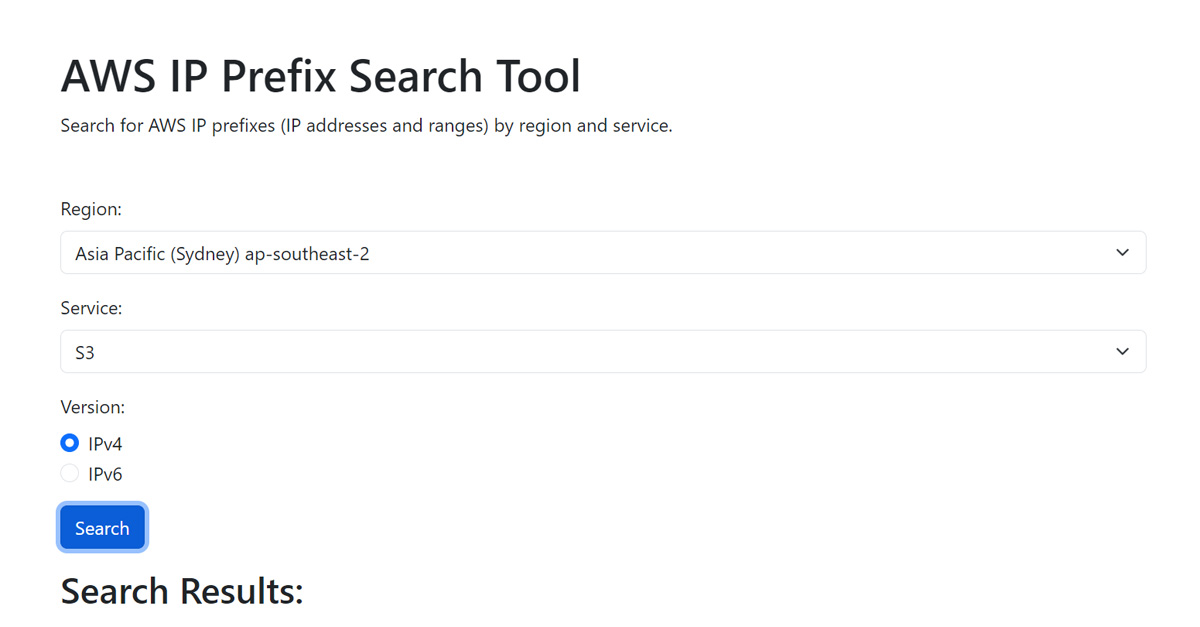 AWS IP Prefix Search Tool
Search for AWS IP prefixes (IP addresses and ranges) by region and service.
Region:
Asia Pacific (Sydney) ap-southeast-2
Service:
S3
Version:
IPv4
IPv6
Search
Search Results: